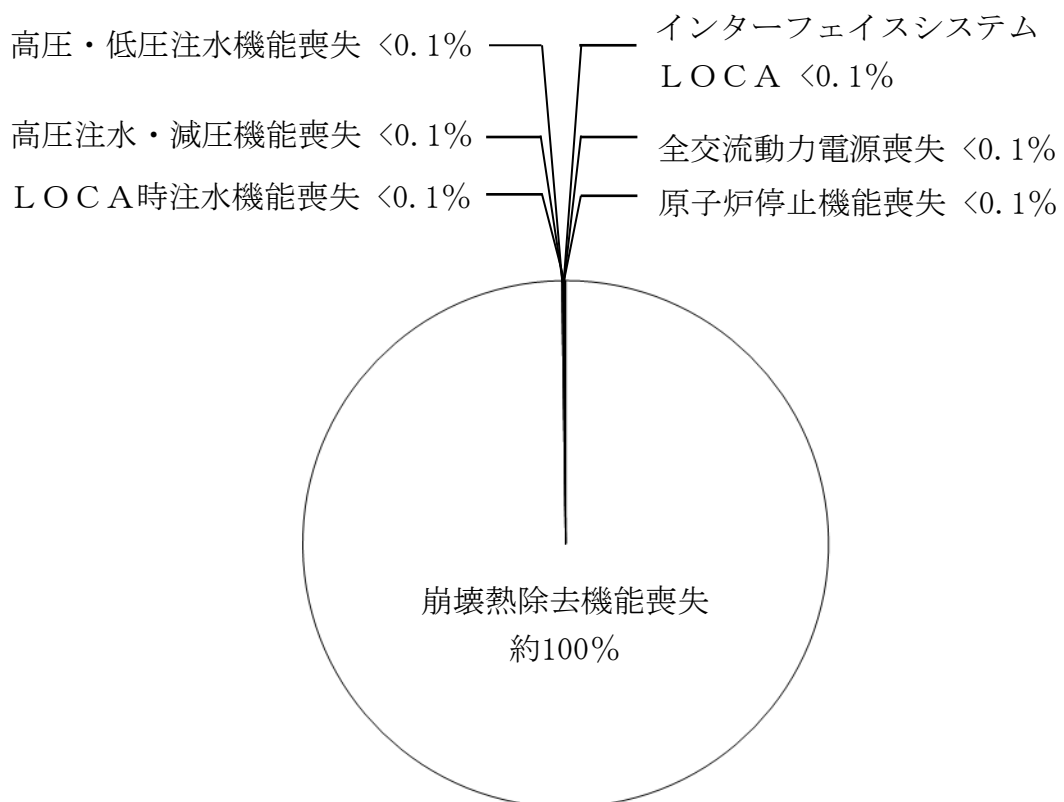 高圧・低圧注水機能喪失 <0.1%
インターフェイスシステム
ＬＯＣＡ <0.1%
高圧注水・減圧機能喪失 <0.1%
全交流動力電源喪失 <0.1%
ＬＯＣＡ時注水機能喪失 <0.1%
原子炉停止機能喪失 <0.1%
崩壊熱除去機能喪失
約100%